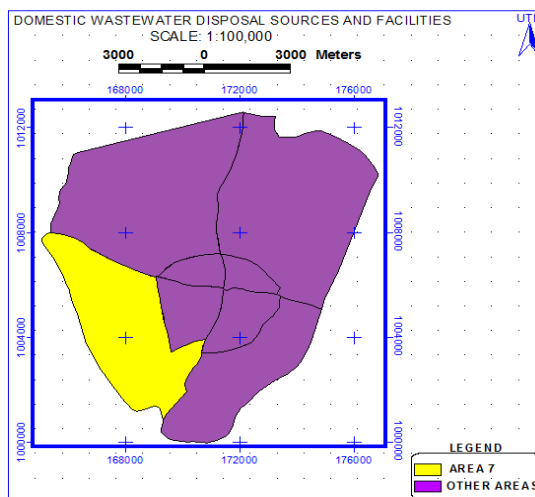 DOMESTIC WASTEWATER DISPOSAL SOURCES AND FACILITIES
SCALE: 1:100,000
3000 0 3000 Meters
168000 172000 176000
1012000 1012000
1008000 1008000
1004000 1004000
1000000 1000000
168000 172000 176000
LEGEND
AREA 7
OTHER AREAS